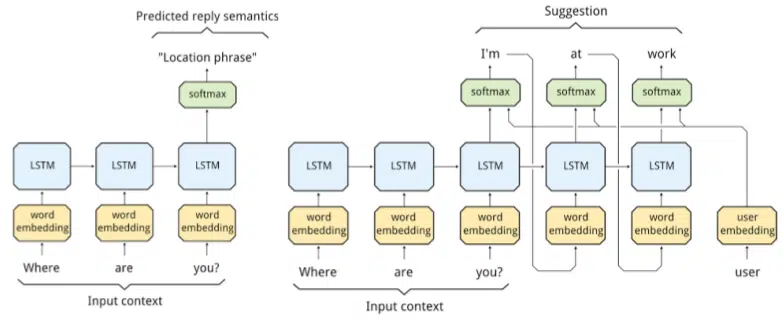 Predicted reply semantics
"Location phrase"
softmax
LSTM LSTM LSTM
word embedding word embedding word embedding
Where are you?
Input context
Suggestion
I'm at work
softmax softmax softmax
LSTM LSTM LSTM LSTM LSTM
word embedding word embedding word embedding word embedding word embedding user embedding
Where are you? user
Input context